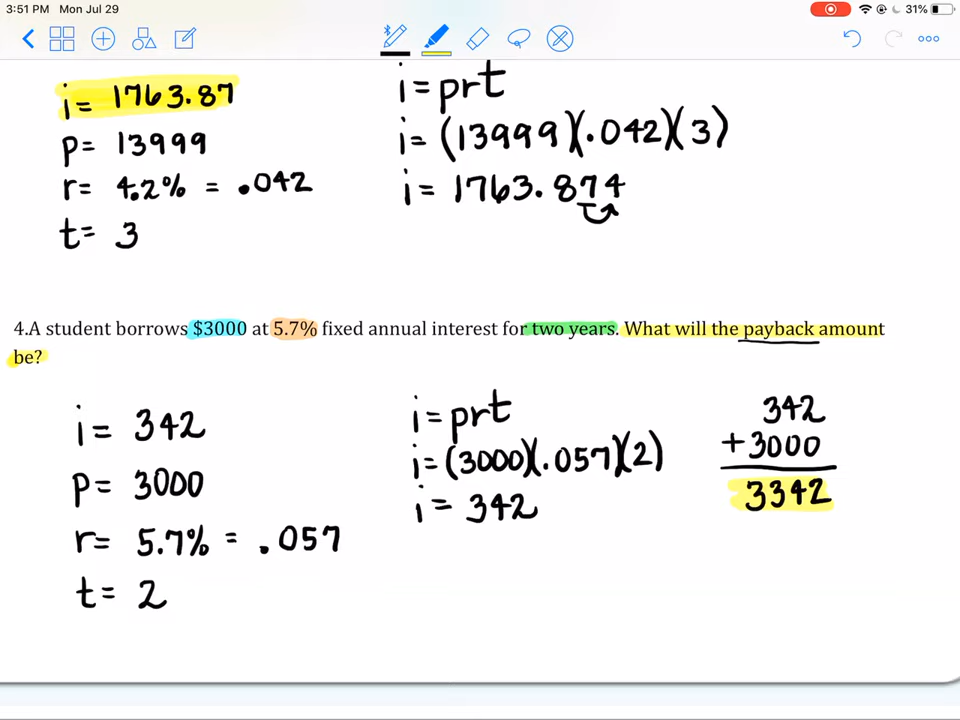 3:51 PM Mon Jul 29 31%
i = 1763.87
p = 13999
r = 4.2% = .042
t = 3
i = prt
i = (13999)(.042)(3)
i = 1763.874
4.A student borrows $3000 at 5.7% fixed annual interest for two years. What will the payback amount
be?
i = 342
p = 3000
r = 5.7% = .057
t = 2
i = prt
i = (3000)(.057)(2)
i = 342
342
+3000
3342